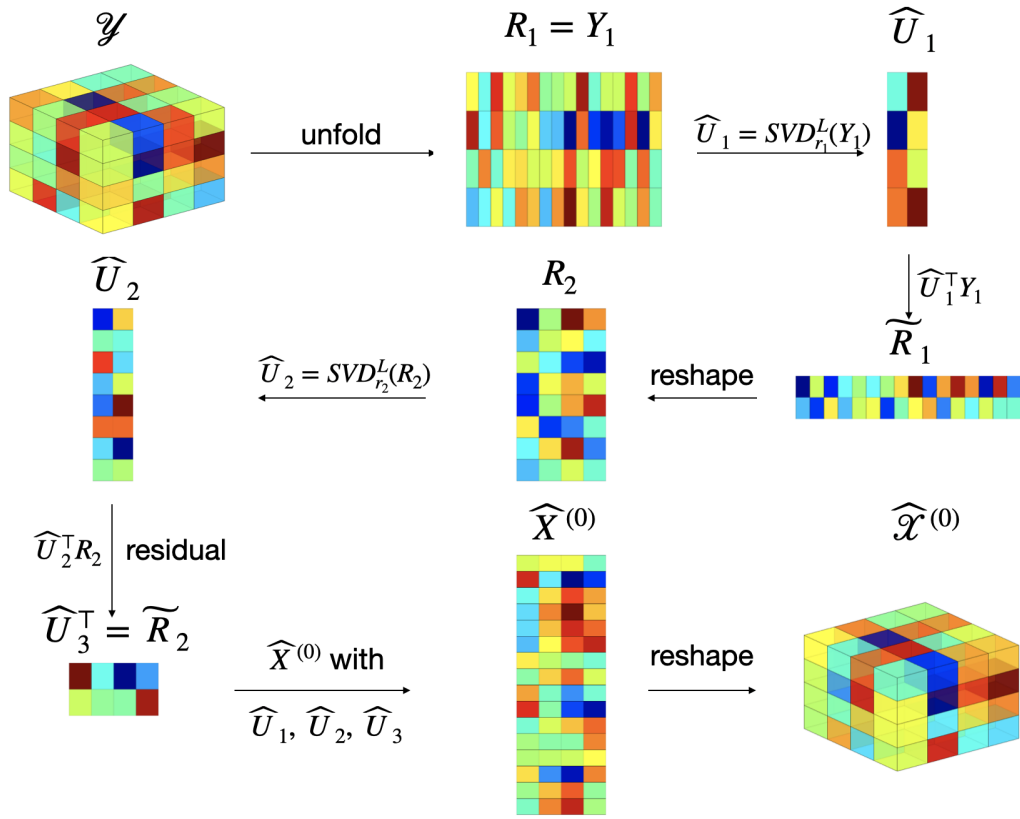 𝒴
R₁ = Y₁
Û₁
unfold
Û₁ = SVD^L_{r₁}(Y₁)
Û₁^⊤Y₁
R̃₁
reshape
R₂
Û₂ = SVD^L_{r₂}(R₂)
Û₂
Û₂^⊤R₂
residual
Û₃^⊤ = R̃₂
X̂⁽⁰⁾ with
Û₁, Û₂, Û₃
X̂⁽⁰⁾
reshape
𝒳̂⁽⁰⁾